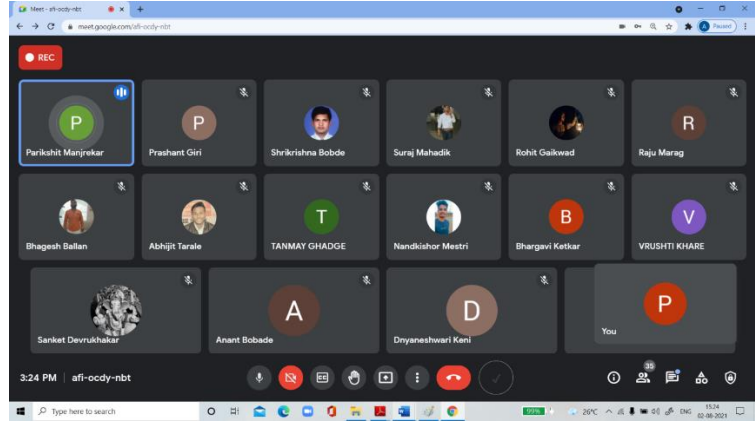 Meet - afi-ocdy-nbt
meet.google.com/afi-ocdy-nbt
A Paused
REC
P P R
Parikshit Manjrekar Prashant Giri Shrikrishna Bobde Suraj Mahadik Rohit Gaikwad Raju Marag
T B V
Bhagesh Ballan Abhijit Tarale TANMAY GHADGE Nandkishor Mestri Bhargavi Ketkar VRUSHTI KHARE
A D P
You
Sanket Devrukhakar Anant Bobade Dnyaneshwari Keni
35
3:24 PM | afi-ocdy-nbt
Type here to search
99% 26°C ENG 15:24
02-08-2021